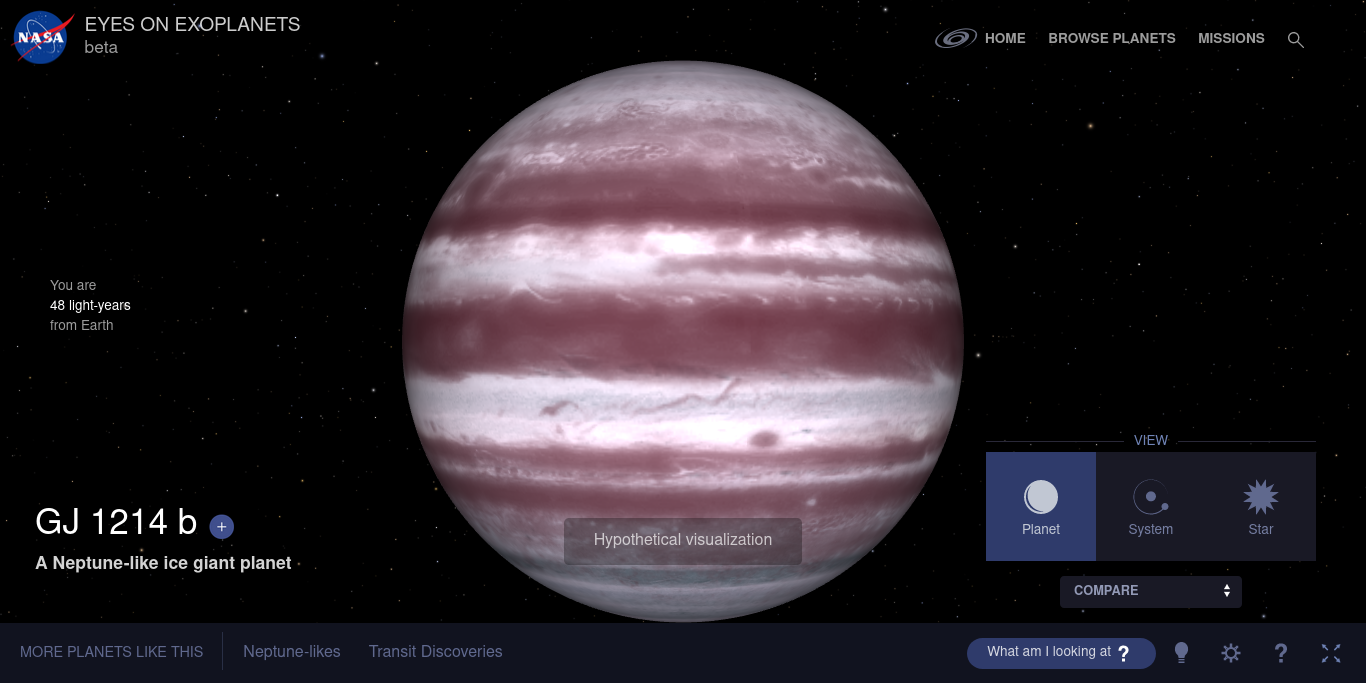 NASA
EYES ON EXOPLANETS
beta
HOME
BROWSE PLANETS
MISSIONS
You are
48 light-years
from Earth
VIEW
Planet
System
Star
GJ 1214 b +
A Neptune-like ice giant planet
Hypothetical visualization
COMPARE
MORE PLANETS LIKE THIS
Neptune-likes
Transit Discoveries
What am I looking at ?
?